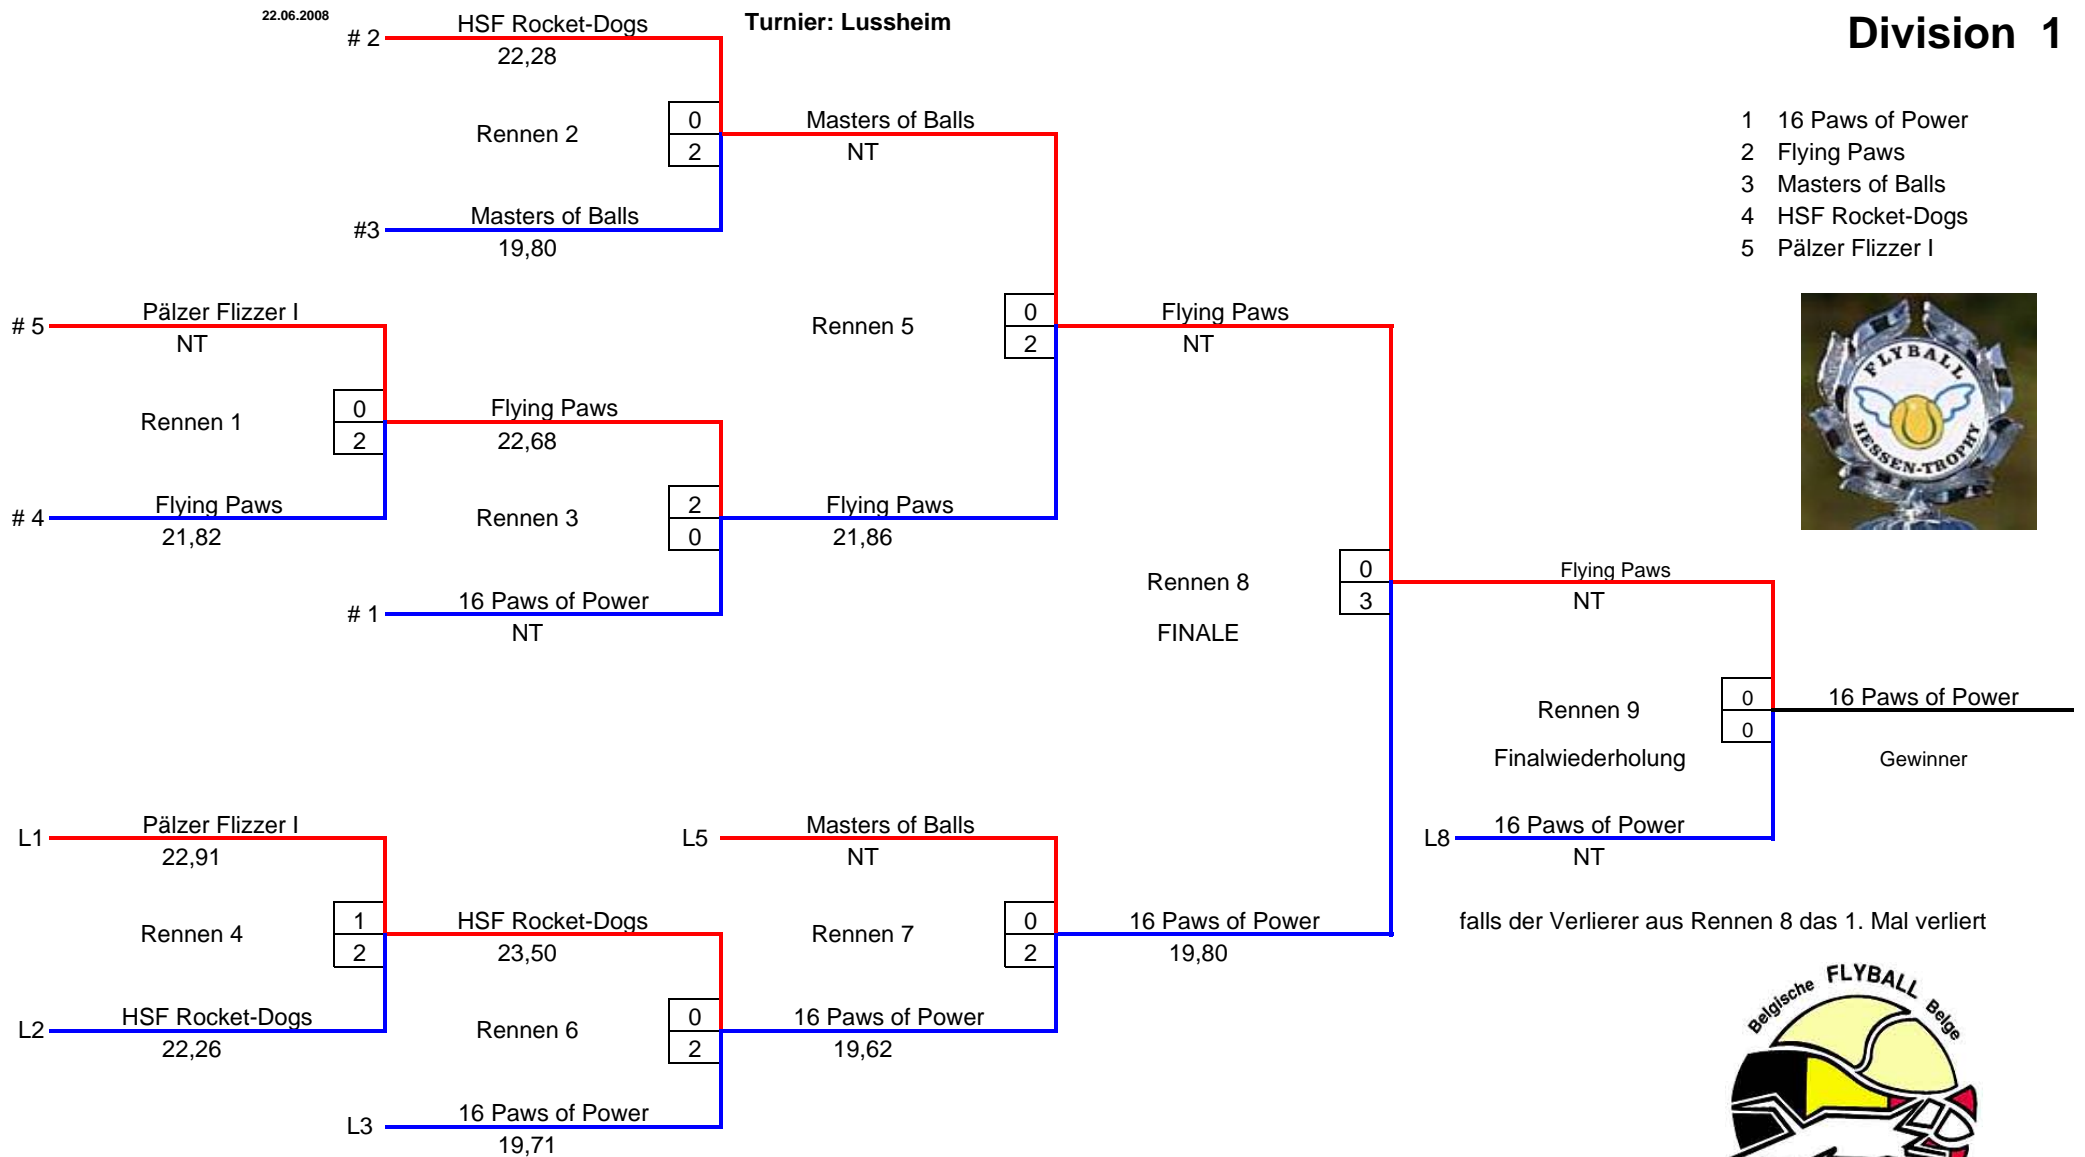 22.06.2008
Turnier: Lussheim
Division 1
# 2 HSF Rocket-Dogs
22,28
Rennen 2
0
2
#3 Masters of Balls
19,80
Masters of Balls
NT
1 16 Paws of Power
2 Flying Paws
3 Masters of Balls
4 HSF Rocket-Dogs
5 Pälzer Flizzer I
FLYBALL
HESSEN-TROPHY
# 5 Pälzer Flizzer I
NT
Rennen 1
0
2
# 4 Flying Paws
21,82
Flying Paws
22,68
Rennen 3
2
0
# 1 16 Paws of Power
NT
Rennen 5
0
2
Flying Paws
21,86
Flying Paws
NT
Rennen 8
FINALE
0
3
Flying Paws
NT
Rennen 9
Finalwiederholung
0
0
16 Paws of Power
Gewinner
L8 16 Paws of Power
NT
falls der Verlierer aus Rennen 8 das 1. Mal verliert
L1 Pälzer Flizzer I
22,91
Rennen 4
1
2
L2 HSF Rocket-Dogs
22,26
HSF Rocket-Dogs
23,50
Rennen 6
0
2
L3 16 Paws of Power
19,71
L5 Masters of Balls
NT
Rennen 7
0
2
16 Paws of Power
19,62
16 Paws of Power
19,80
Belgische FLYBALL Belge